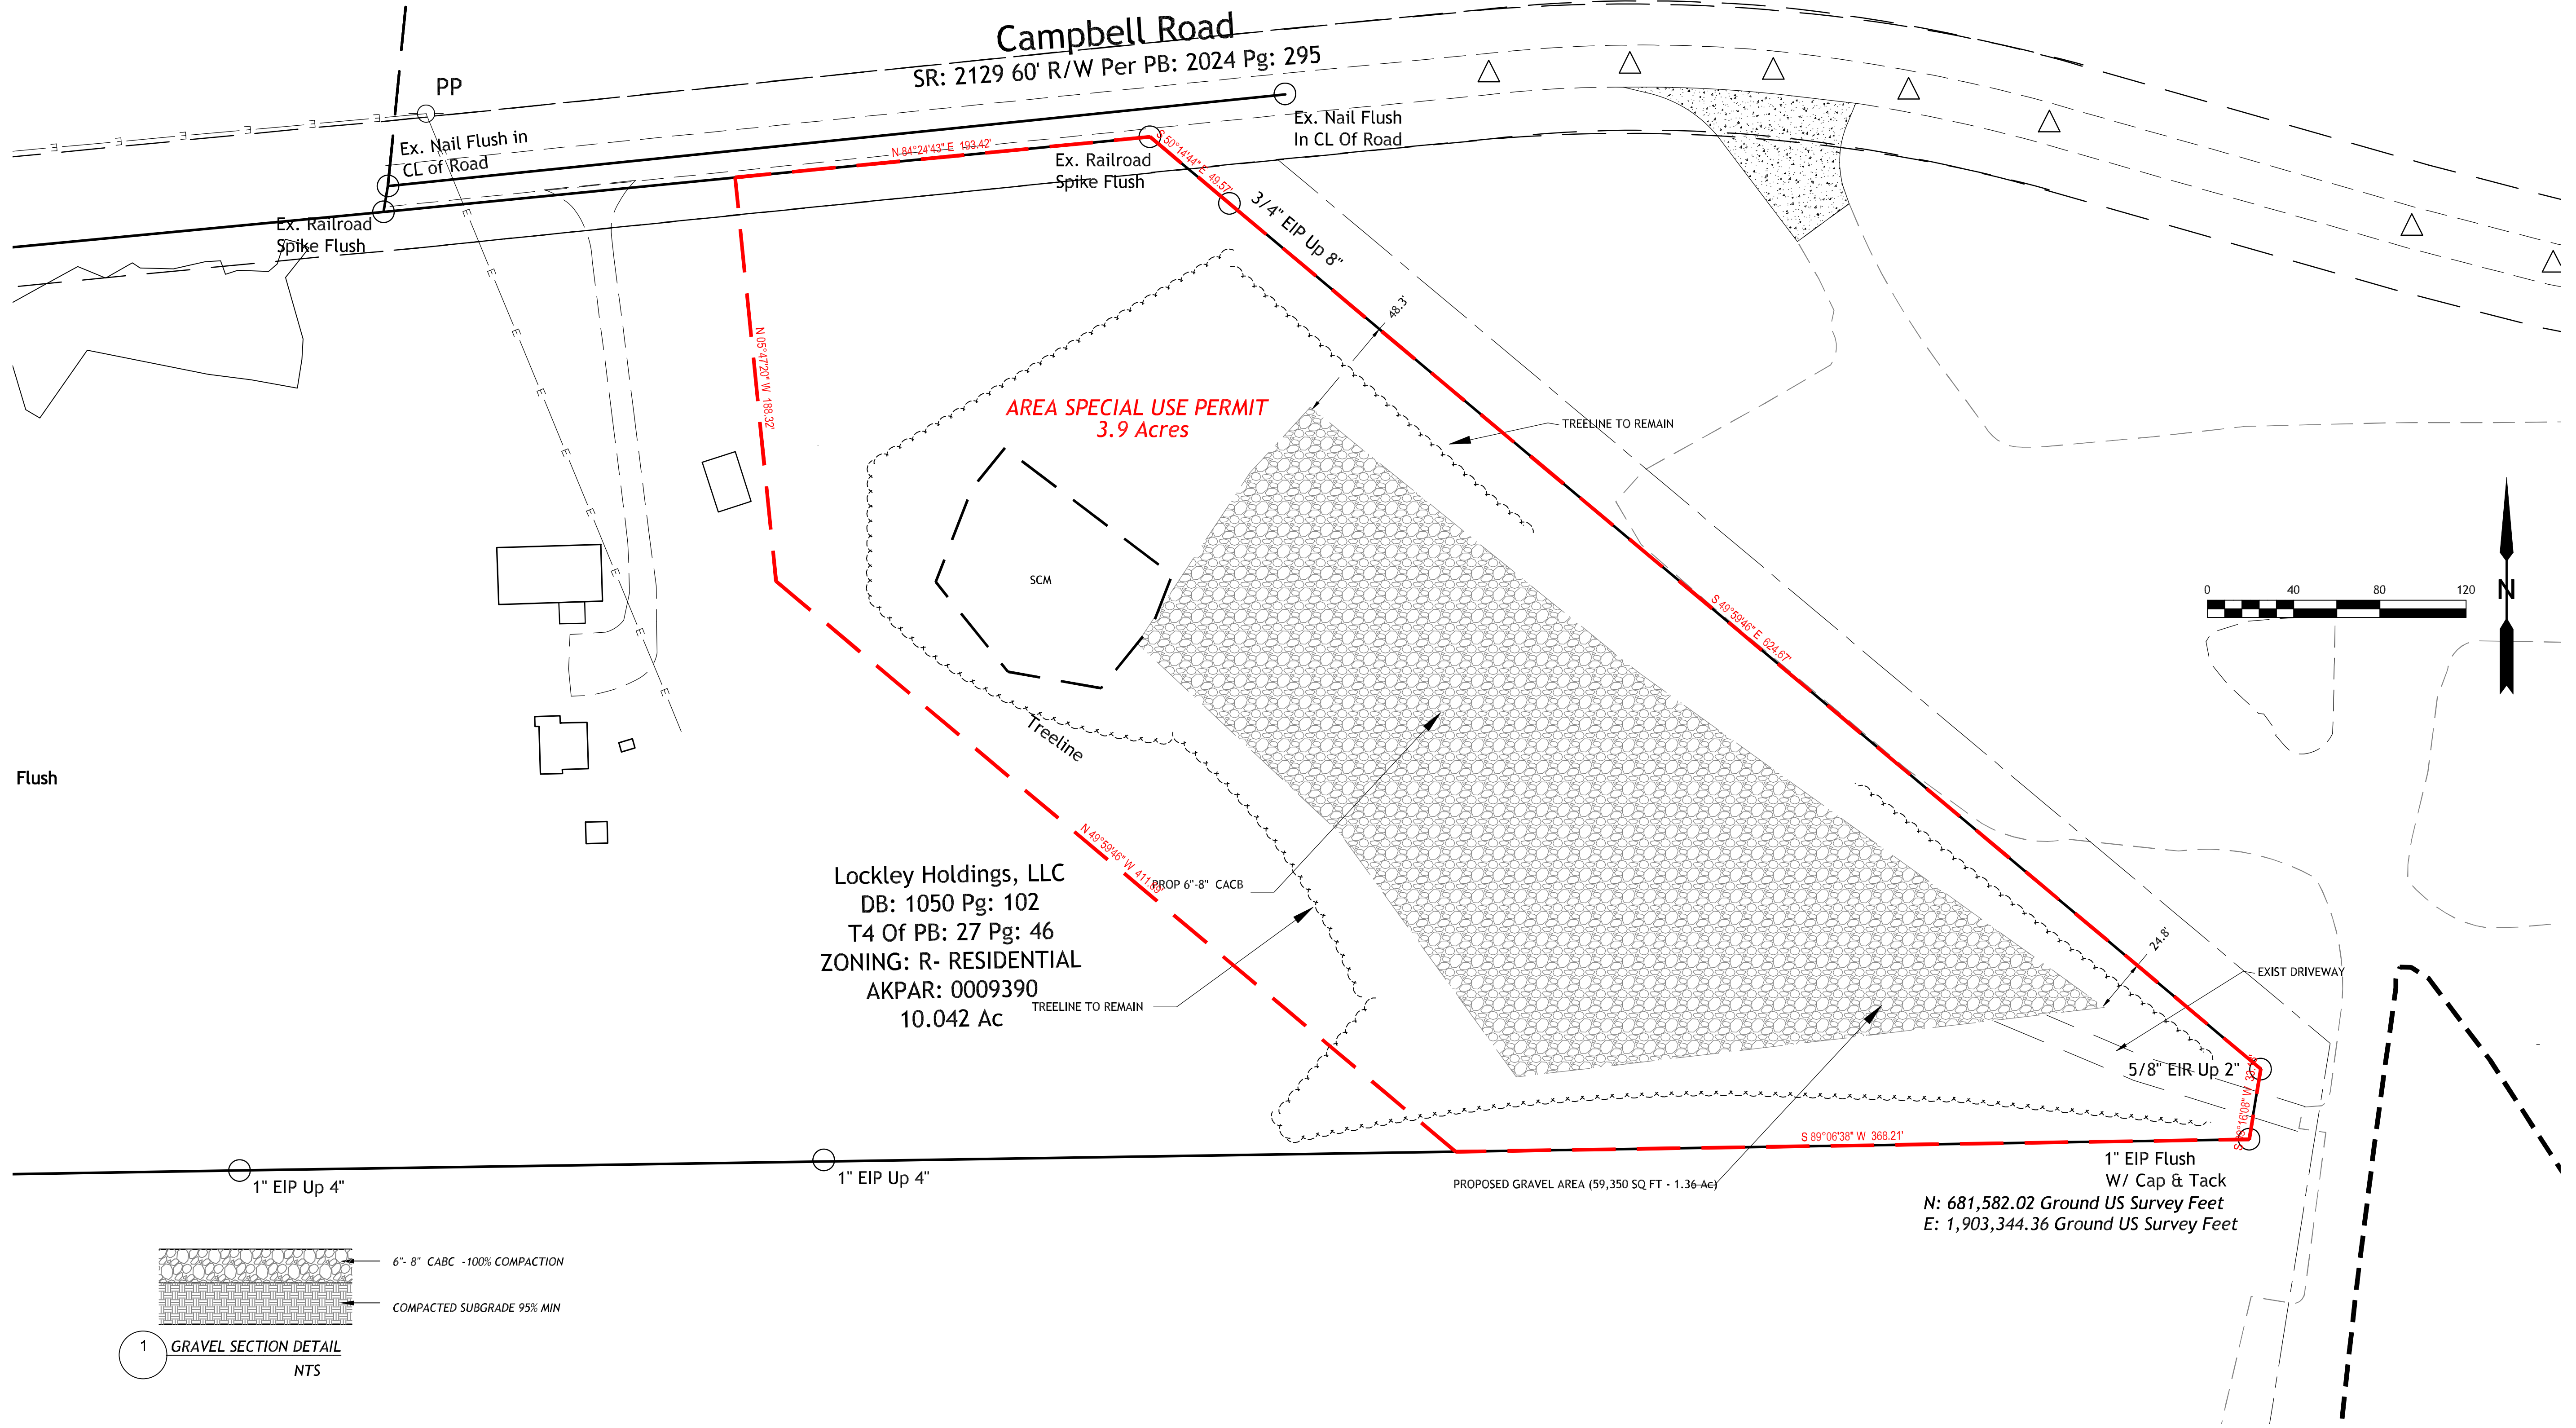 Campbell Road
SR: 2129 60' R/W Per PB: 2024 Pg: 295
PP
Ex. Nail Flush in
CL of Road
Ex. Nail Flush
In CL Of Road
N 84°24'43" E 193.42'
Ex. Railroad
Spike Flush
S 50°14'44" E 49.57'
Ex. Railroad
Spike Flush
3/4" EIP Up 8"
48.3'
N 05°47'20" W 188.32'
AREA SPECIAL USE PERMIT
3.9 Acres
TREELINE TO REMAIN
SCM
0 40 80 120
N
S 49°59'46" E 624.67'
Treeline
Flush
N 49°59'46" W
PROP 6"-8" CACB
Lockley Holdings, LLC
DB: 1050 Pg: 102
T4 Of PB: 27 Pg: 46
ZONING: R- RESIDENTIAL
AKPAR: 0009390
10.042 Ac
TREELINE TO REMAIN
24.8'
EXIST DRIVEWAY
5/8" EIR Up 2"
S 89°06'38" W 368.21'
1" EIP Up 4"
1" EIP Up 4"
1" EIP Flush
W/ Cap & Tack
N: 681,582.02 Ground US Survey Feet
E: 1,903,344.36 Ground US Survey Feet
PROPOSED GRAVEL AREA (59,350 SQ FT - 1.36 Ac)
6"- 8" CABC -100% COMPACTION
COMPACTED SUBGRADE 95% MIN
1 GRAVEL SECTION DETAIL
NTS
E E E E E E
E E E E E E E E E E